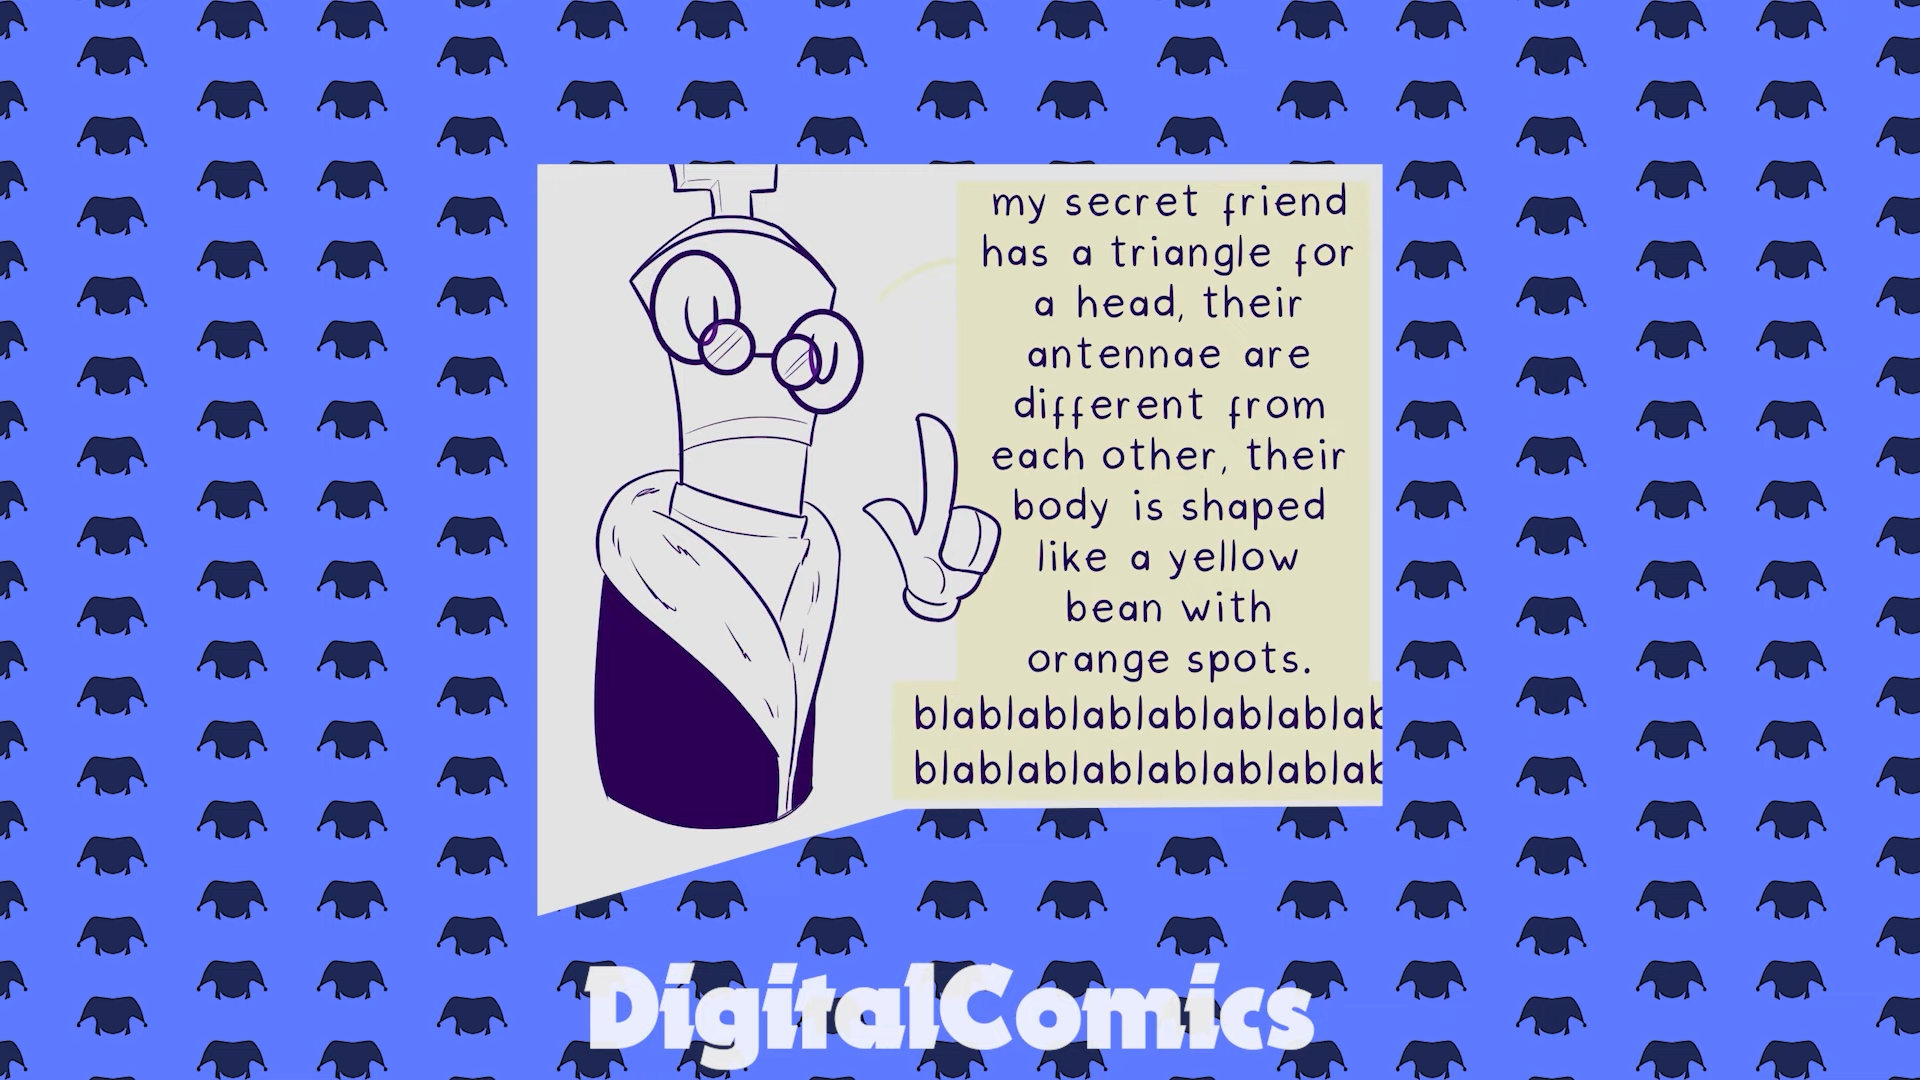 my secret friend
has a triangle for
a head, their
antennae are
different from
each other, their
body is shaped
like a yellow
bean with
orange spots.
blablablablablablablab
blablablablablablablab
DigitalComics